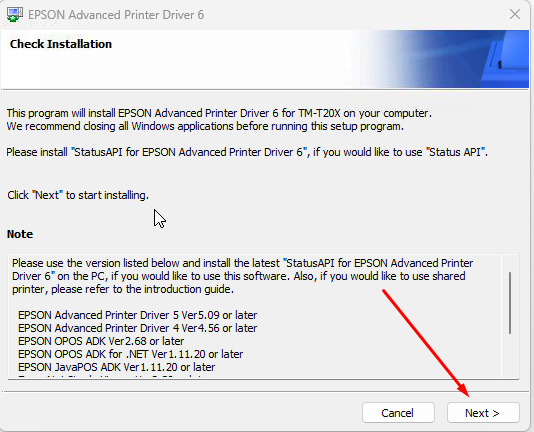 EPSON Advanced Printer Driver 6
Check Installation
This program will install EPSON Advanced Printer Driver 6 for TM-T20X on your computer.
We recommend closing all Windows applications before running this setup program.
Please install "StatusAPI for EPSON Advanced Printer Driver 6", if you would like to use "Status API".
Click "Next" to start installing.
Note
Please use the version listed below and install the latest "StatusAPI for EPSON Advanced Printer
Driver 6" on the PC, if you would like to use this software. Also, if you would like to use shared
printer, please refer to the introduction guide.
EPSON Advanced Printer Driver 5 Ver5.09 or later
EPSON Advanced Printer Driver 4 Ver4.56 or later
EPSON OPOS ADK Ver2.68 or later
EPSON OPOS ADK for .NET Ver1.11.20 or later
EPSON JavaPOS ADK Ver1.11.20 or later
Cancel
Next >